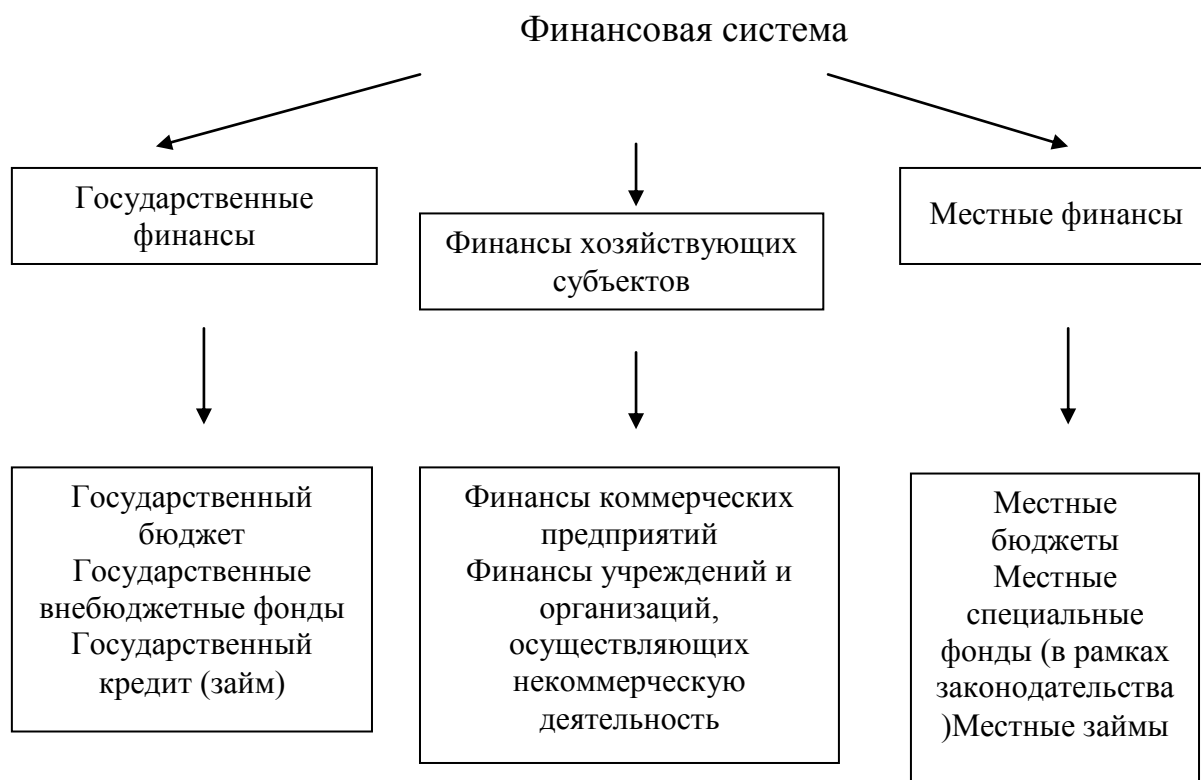 Финансовая система
Государственные
финансы
Финансы хозяйствующих
субъектов
Местные финансы
Государственный
бюджет
Государственные
внебюджетные фонды
Государственный
кредит (займ)
Финансы коммерческих
предприятий
Финансы учреждений и
организаций,
осуществляющих
некоммерческую
деятельность
Местные
бюджеты
Местные
специальные
фонды (в рамках
законодательства
)Местные займы